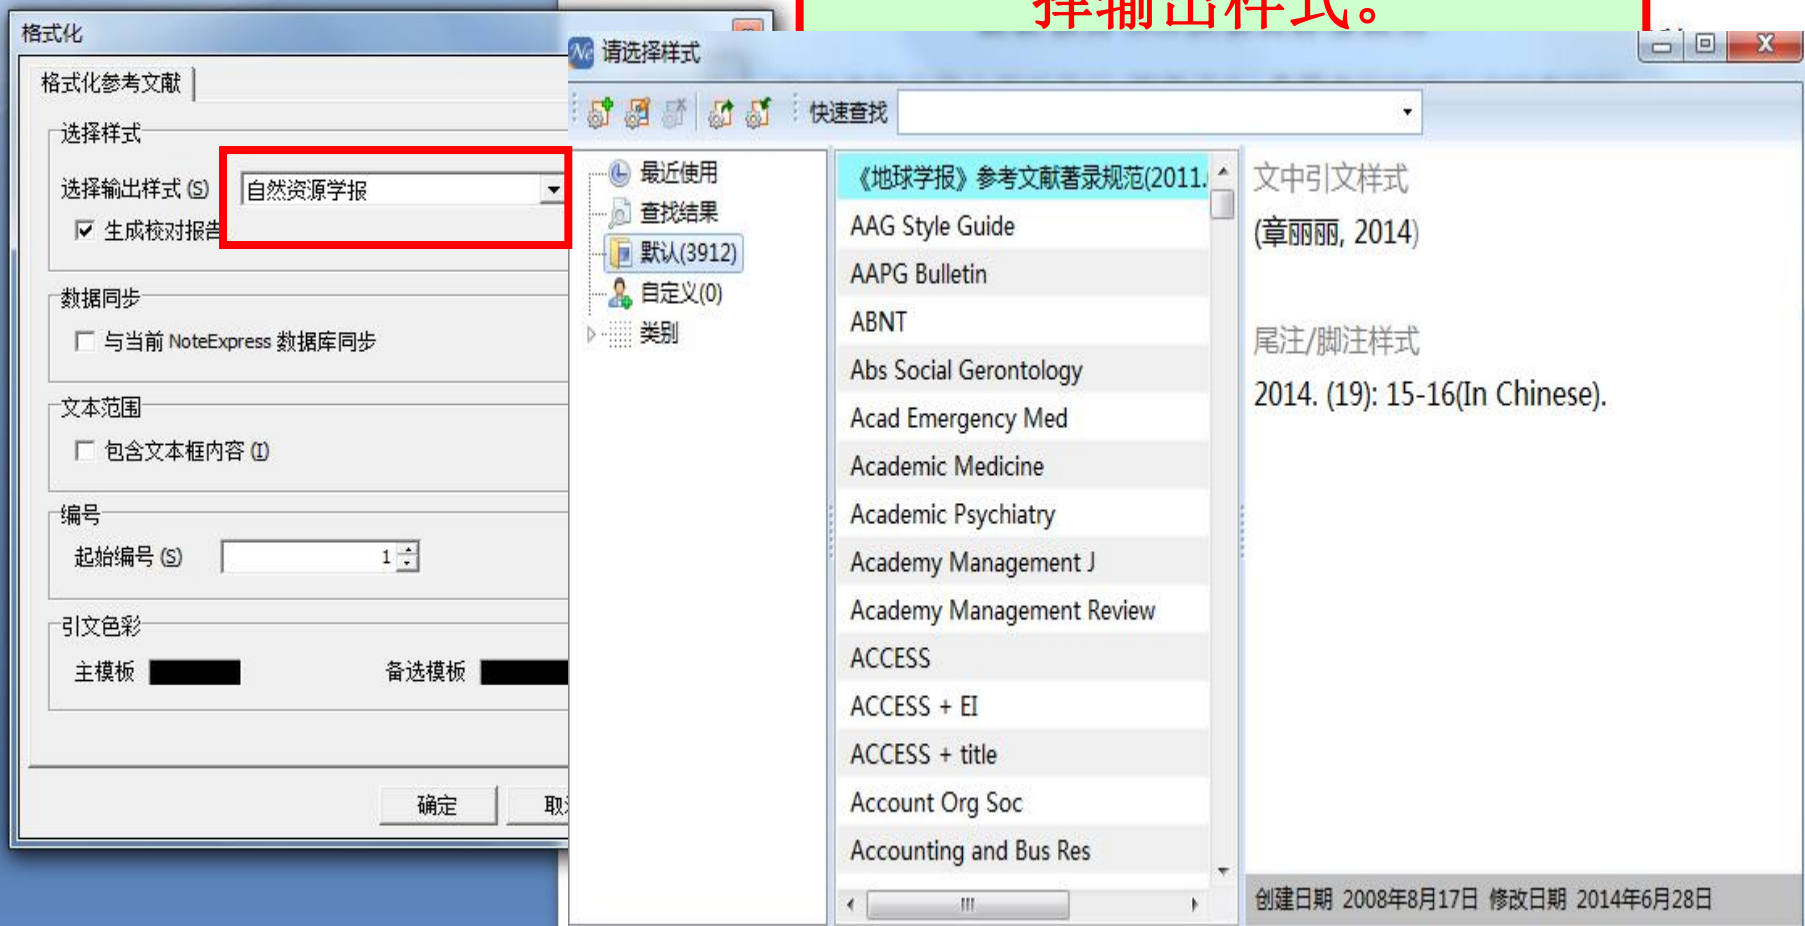 择输出样式。
格式化
格式化参考文献
选择样式
选择输出样式(S)
自然资源学报
生成校对报告
数据同步
与当前 NoteExpress 数据库同步
文本范围
包含文本框内容(I)
编号
起始编号(S)
1
引文色彩
主模板
备选模板
确定
请选择样式
快速查找
最近使用
查找结果
默认(3912)
自定义(0)
类别
《地球学报》参考文献著录规范(2011.
AAG Style Guide
AAPG Bulletin
ABNT
Abs Social Gerontology
Acad Emergency Med
Academic Medicine
Academic Psychiatry
Academy Management J
Academy Management Review
ACCESS
ACCESS + EI
ACCESS + title
Account Org Soc
Accounting and Bus Res
文中引文样式
(章丽丽, 2014)
尾注/脚注样式
2014. (19): 15-16(In Chinese).
创建日期 2008年8月17日 修改日期 2014年6月28日